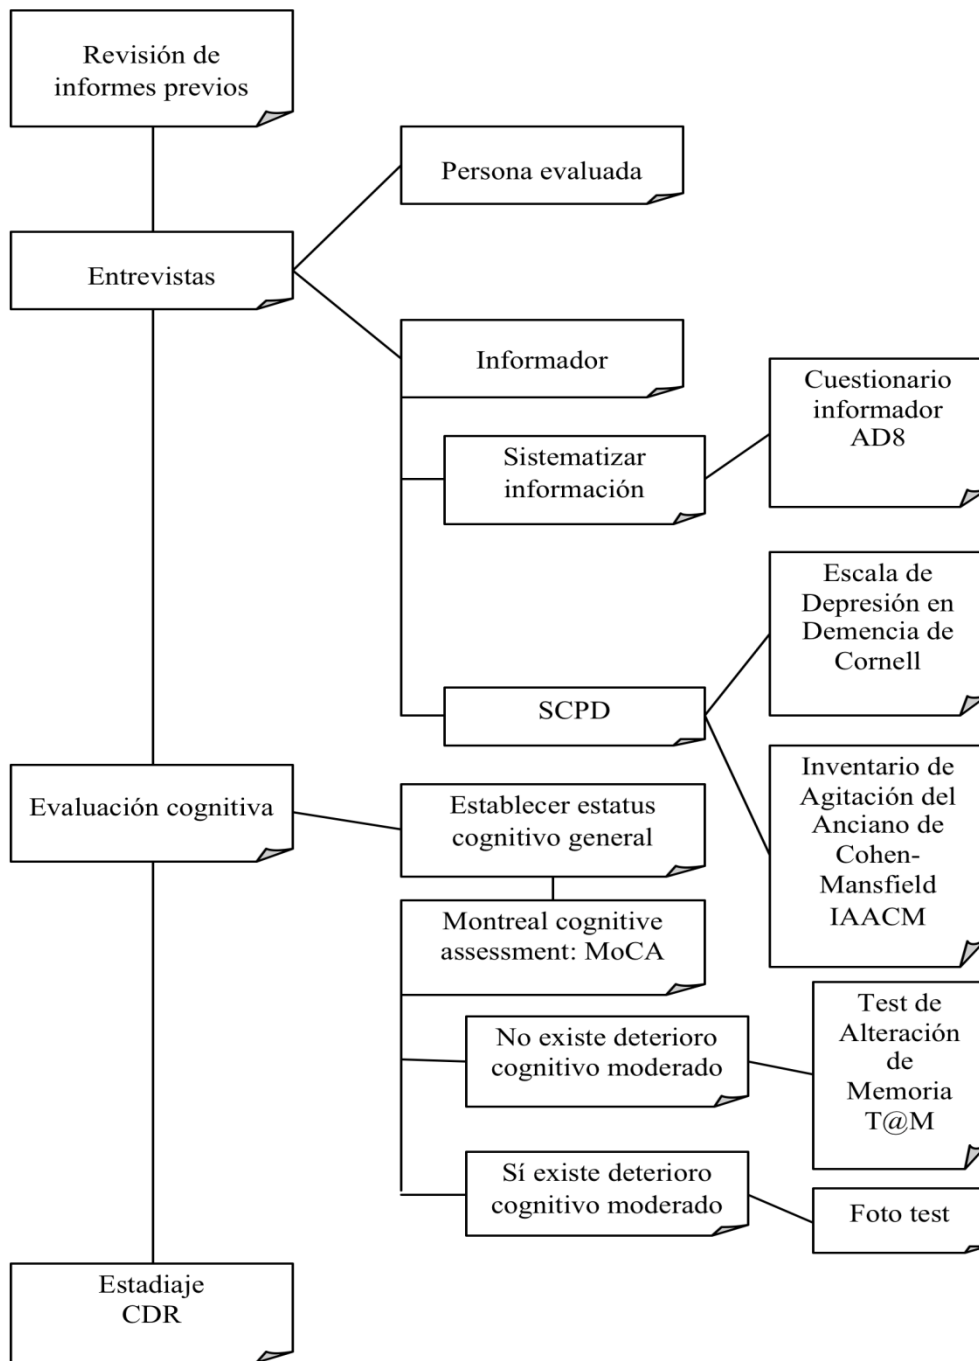 Revisión de
informes previos
Persona evaluada
Entrevistas
Informador
Cuestionario
informador
AD8
Sistematizar
información
Escala de
Depresión en
Demencia de
Cornell
SCPD
Inventario de
Agitación del
Anciano de
Cohen-
Mansfield
IAACM
Evaluación cognitiva
Establecer estatus
cognitivo general
Montreal cognitive
assessment: MoCA
No existe deterioro
cognitivo moderado
Test de
Alteración
de
Memoria
T@M
Sí existe deterioro
cognitivo moderado
Foto test
Estadiaje
CDR